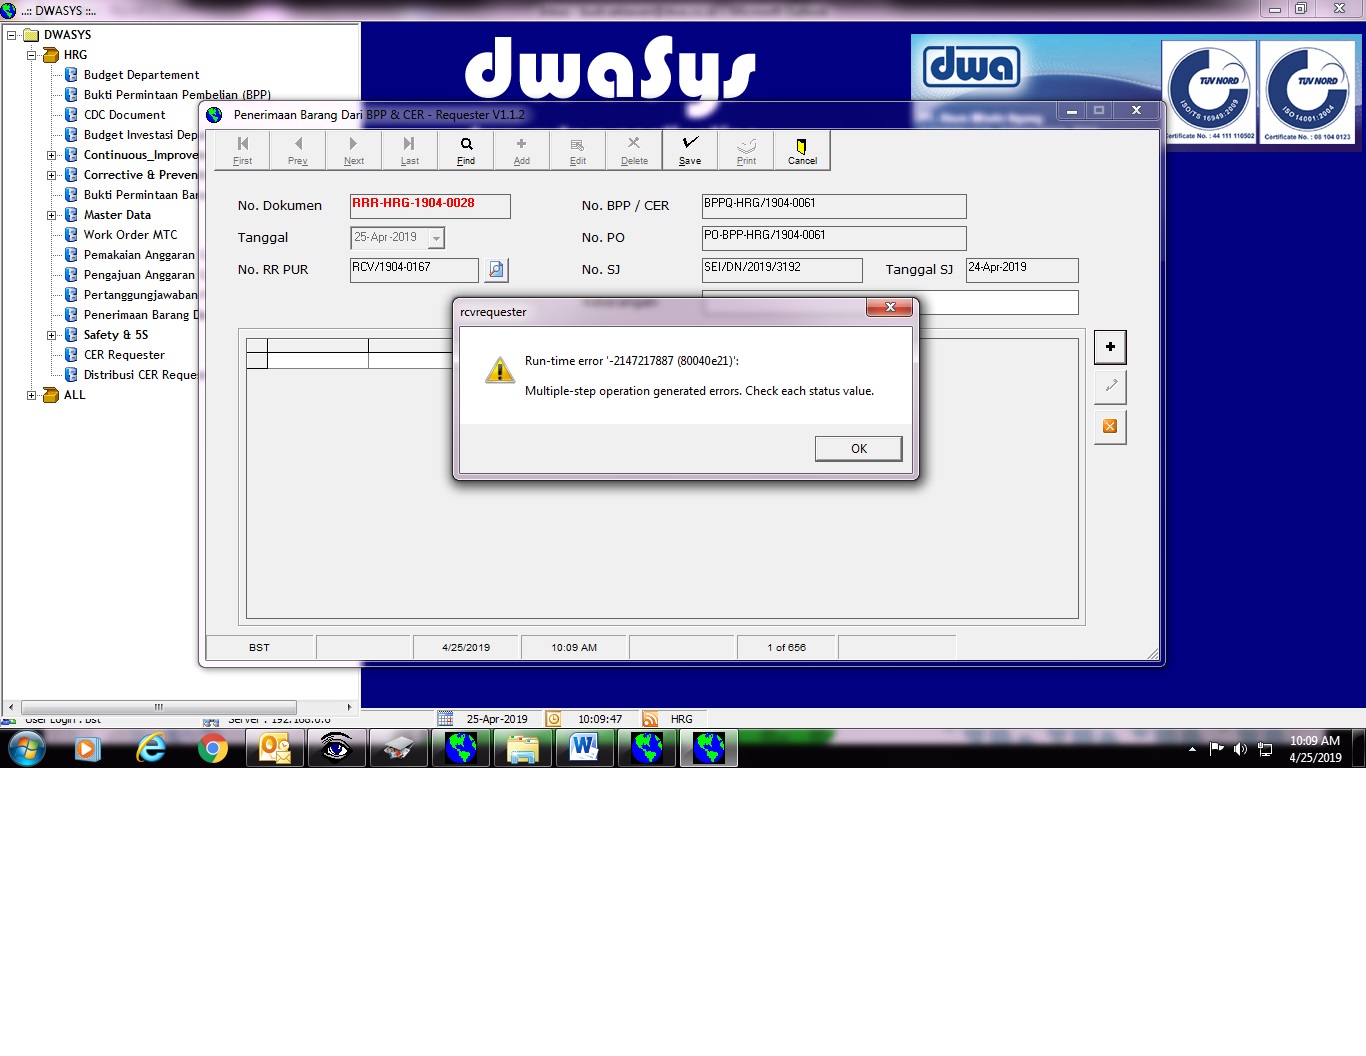 ..:: DWASYS ::..
DWASYS
HRG
Budget Departement
Bukti Permintaan Pembelian (BPP)
CDC Document
Budget Investasi Dep
Continuous_Improve
Corrective & Preven
Bukti Permintaan Bar
Master Data
Work Order MTC
Pemakaian Anggaran
Pengajuan Anggaran
Pertanggungjawaban
Penerimaan Barang D
Safety & 5S
CER Requester
Distribusi CER Reque
ALL
dwaSys
dwa
TUV NORD
ISO/TS 16949:2009
Certificate No. : 44 111 110502
TUV NORD
ISO 14001:2004
Certificate No. : 08 104 0123
Penerimaan Barang Dari BPP & CER - Requester V1.1.2
First Prev Next Last Find Add Edit Delete Save Print Cancel
No. Dokumen RRR-HRG-1904-0028 No. BPP / CER BPPQ-HRG/1904-0061
Tanggal 25-Apr-2019 No. PO PO-BPP-HRG/1904-0061
No. RR PUR RCV/1904-0167 No. SJ SEI/DN/2019/3192 Tanggal SJ 24-Apr-2019
rcvrequester
Run-time error '-2147217887 (80040e21)':
Multiple-step operation generated errors. Check each status value.
OK
BST 4/25/2019 10:09 AM 1 of 656
User Login : bst Server : 192.168.0.6 25-Apr-2019 10:09:47 HRG
10:09 AM
4/25/2019